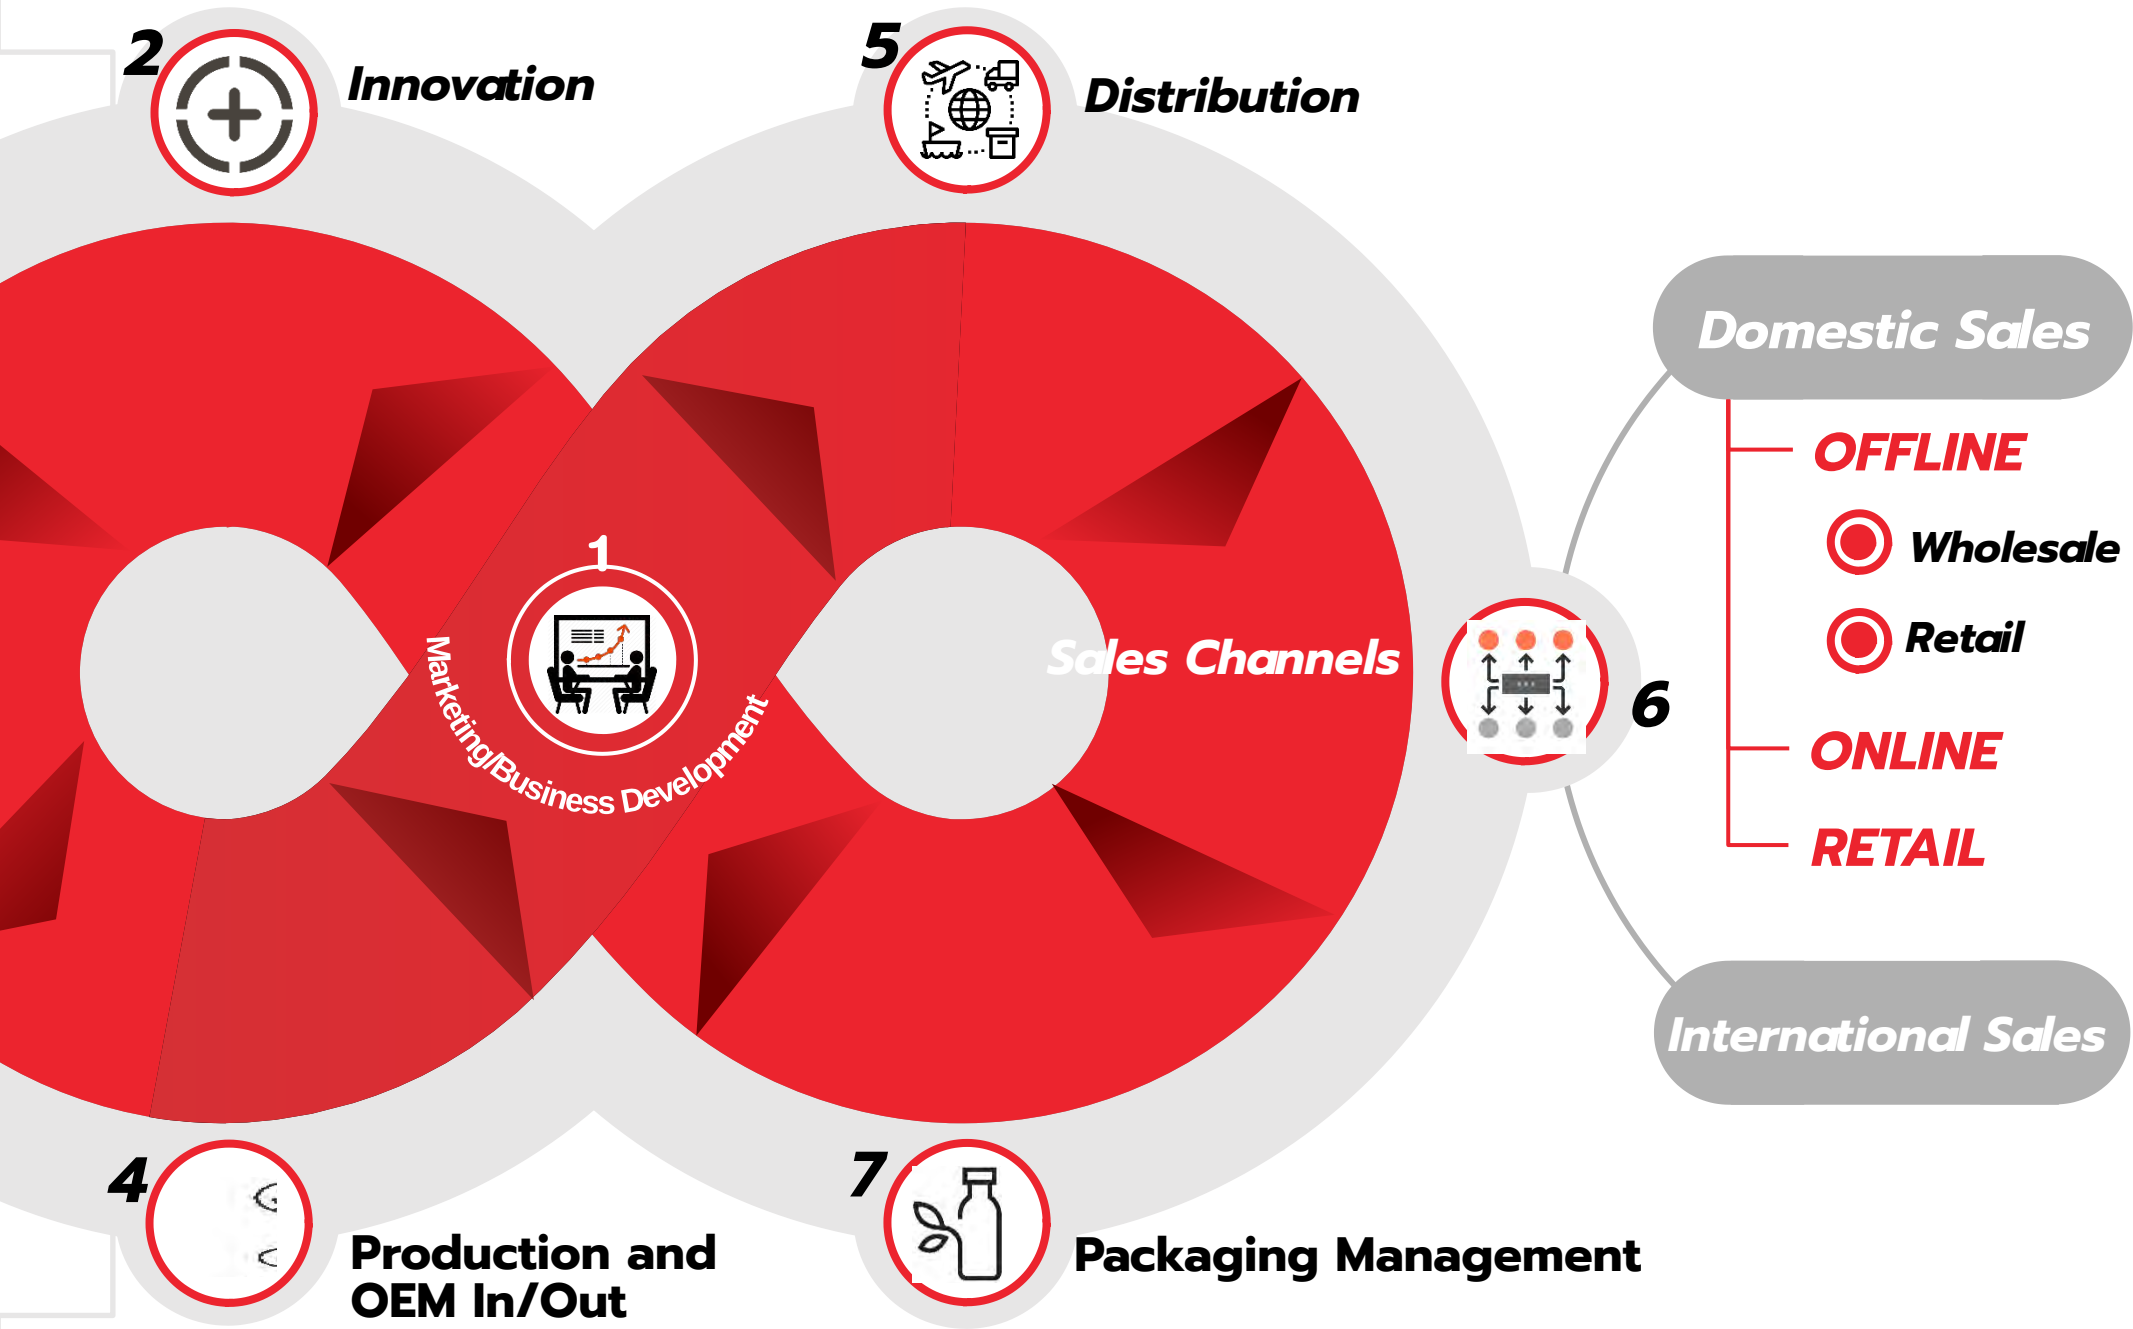 2
Innovation
5
Distribution
1
Marketing/Business Development
Sales Channels
6
Domestic Sales
OFFLINE
Wholesale
Retail
ONLINE
RETAIL
International Sales
4
Production and
OEM In/Out
7
Packaging Management